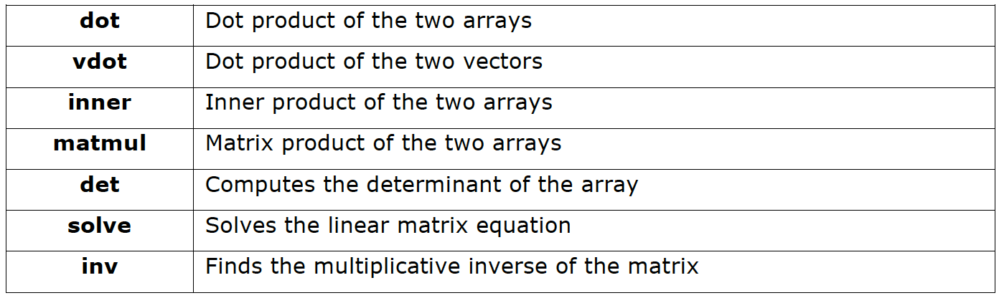 dot Dot product of the two arrays
vdot Dot product of the two vectors
inner Inner product of the two arrays
matmul Matrix product of the two arrays
det Computes the determinant of the array
solve Solves the linear matrix equation
inv Finds the multiplicative inverse of the matrix